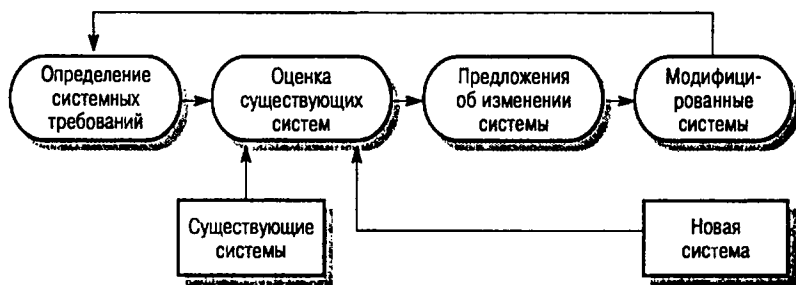 Определение
системных
требований
Оценка
существующих
систем
Предложения
об изменении
системы
Модифици-
рованные
системы
Существующие
системы
Новая
система